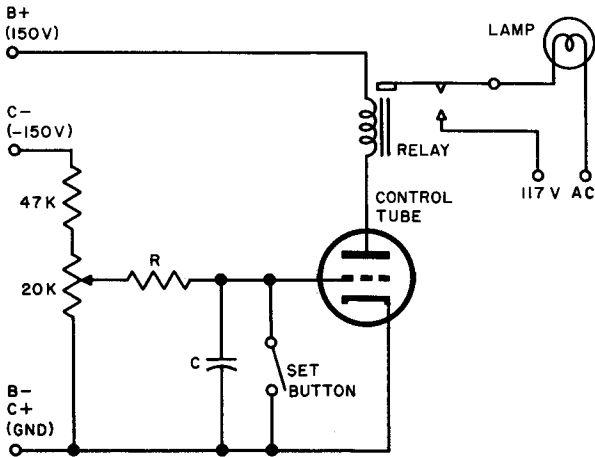 B+
(150V)
LAMP
C-
(-150V)
RELAY
47K
117 V AC
CONTROL
TUBE
R
20K
C
SET
BUTTON
B-
C+
(GND)